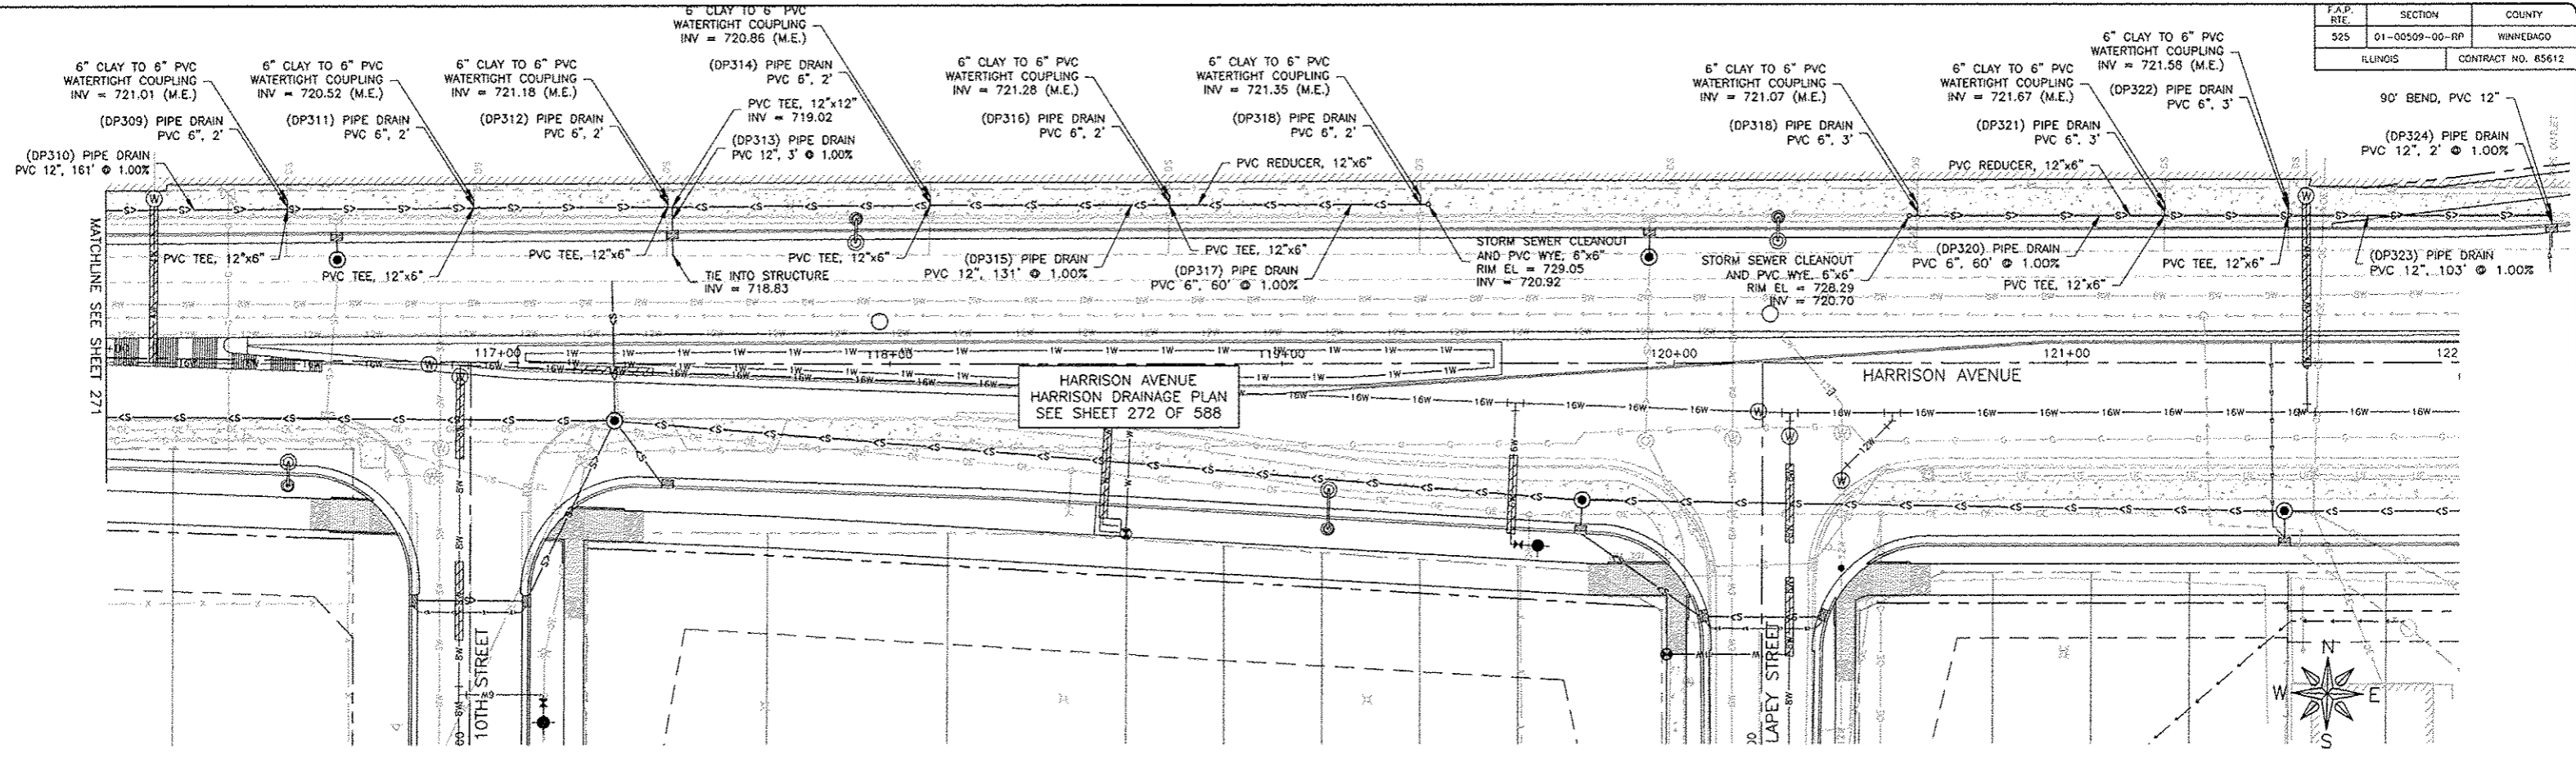 F.A.P. RTE.
SECTION
COUNTY
525
01-00509-00-RP
WINNEBAGO
ILLINOIS
CONTRACT NO. 85612
6" CLAY TO 6" PVC
WATERTIGHT COUPLING
INV = 721.01 (M.E.)
(DP309) PIPE DRAIN
PVC 6", 2'
(DP310) PIPE DRAIN
PVC 12", 161' @ 1.00%
6" CLAY TO 6" PVC
WATERTIGHT COUPLING
INV = 720.52 (M.E.)
(DP311) PIPE DRAIN
PVC 6", 2'
6" CLAY TO 6" PVC
WATERTIGHT COUPLING
INV = 721.18 (M.E.)
(DP312) PIPE DRAIN
PVC 6", 2'
6" CLAY TO 6" PVC
WATERTIGHT COUPLING
INV = 720.86 (M.E.)
(DP314) PIPE DRAIN
PVC 6", 2'
PVC TEE, 12"x12"
INV = 719.02
(DP313) PIPE DRAIN
PVC 12", 3' @ 1.00%
6" CLAY TO 6" PVC
WATERTIGHT COUPLING
INV = 721.28 (M.E.)
(DP316) PIPE DRAIN
PVC 6", 2'
6" CLAY TO 6" PVC
WATERTIGHT COUPLING
INV = 721.35 (M.E.)
(DP318) PIPE DRAIN
PVC 6", 2'
PVC REDUCER, 12"x6"
6" CLAY TO 6" PVC
WATERTIGHT COUPLING
INV = 721.07 (M.E.)
(DP318) PIPE DRAIN
PVC 6", 3'
6" CLAY TO 6" PVC
WATERTIGHT COUPLING
INV = 721.67 (M.E.)
(DP321) PIPE DRAIN
PVC 6", 3'
PVC REDUCER, 12"x6"
6" CLAY TO 6" PVC
WATERTIGHT COUPLING
INV = 721.58 (M.E.)
(DP322) PIPE DRAIN
PVC 6", 3'
90' BEND, PVC 12"
(DP324) PIPE DRAIN
PVC 12", 2' @ 1.00%
MATCHLINE SEE SHEET 271
PVC TEE, 12"x6"
PVC TEE, 12"x6"
PVC TEE, 12"x6"
TIE INTO STRUCTURE
INV = 718.83
PVC TEE, 12"x6"
(DP315) PIPE DRAIN
PVC 12", 131' @ 1.00%
PVC TEE, 12"x6"
(DP317) PIPE DRAIN
PVC 6", 60' @ 1.00%
STORM SEWER CLEANOUT
AND PVC WYE, 6"x6"
RIM EL = 729.05
INV = 720.92
STORM SEWER CLEANOUT
AND PVC WYE, 6"x6"
RIM EL = 728.29
INV = 720.70
(DP320) PIPE DRAIN
PVC 6", 60' @ 1.00%
PVC TEE, 12"x6"
PVC TEE, 12"x6"
(DP323) PIPE DRAIN
PVC 12", 103' @ 1.00%
117+00
118+00
119+00
120+00
121+00
122
HARRISON AVENUE
HARRISON DRAINAGE PLAN
SEE SHEET 272 OF 588
HARRISON AVENUE
10TH STREET
LAPEY STREET
N
W
E
S